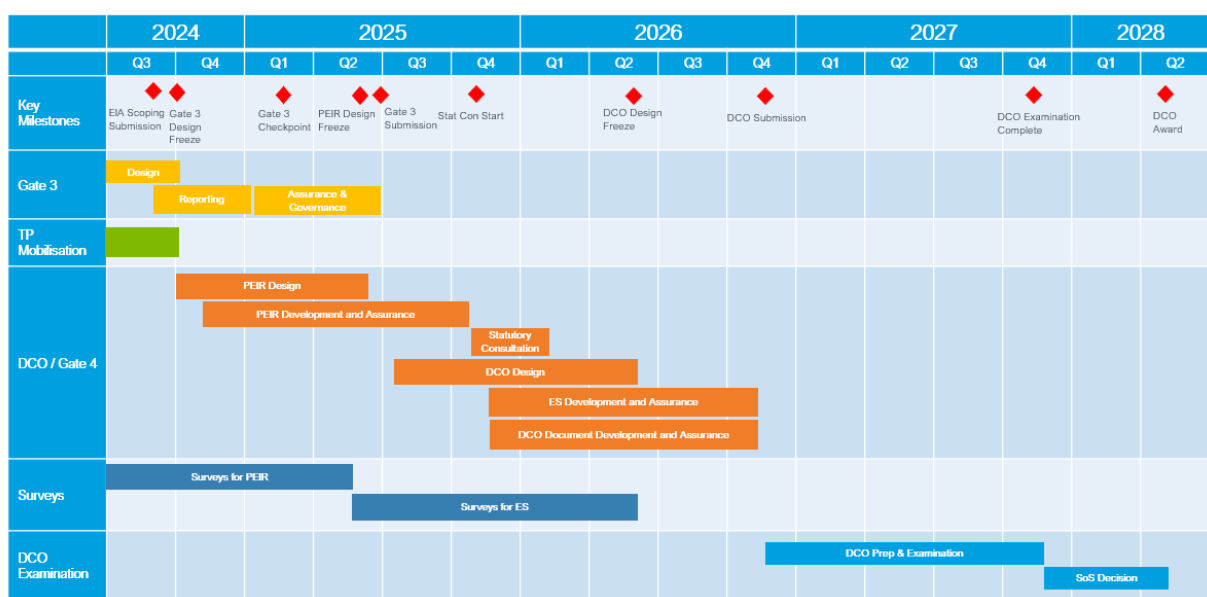 2024 2025 2026 2027 2028
Q3 Q4 Q1 Q2 Q3 Q4 Q1 Q2 Q3 Q4 Q1 Q2 Q3 Q4 Q1 Q2
Key
Milestones
EIA Scoping
Submission
Gate 3
Design
Freeze
Gate 3
Checkpoint
PEIR Design
Freeze
Gate 3
Submission
Stat Con Start
DCO Design
Freeze
DCO Submission
DCO Examination
Complete
DCO
Award
Gate 3
Design
Reporting
Assurance &
Governance
TP
Mobilisation
DCO / Gate 4
PEIR Design
PEIR Development and Assurance
Statutory
Consultation
DCO Design
ES Development and Assurance
DCO Document Development and Assurance
Surveys
Surveys for PEIR
Surveys for ES
DCO
Examination
DCO Prep & Examination
SoS Decision